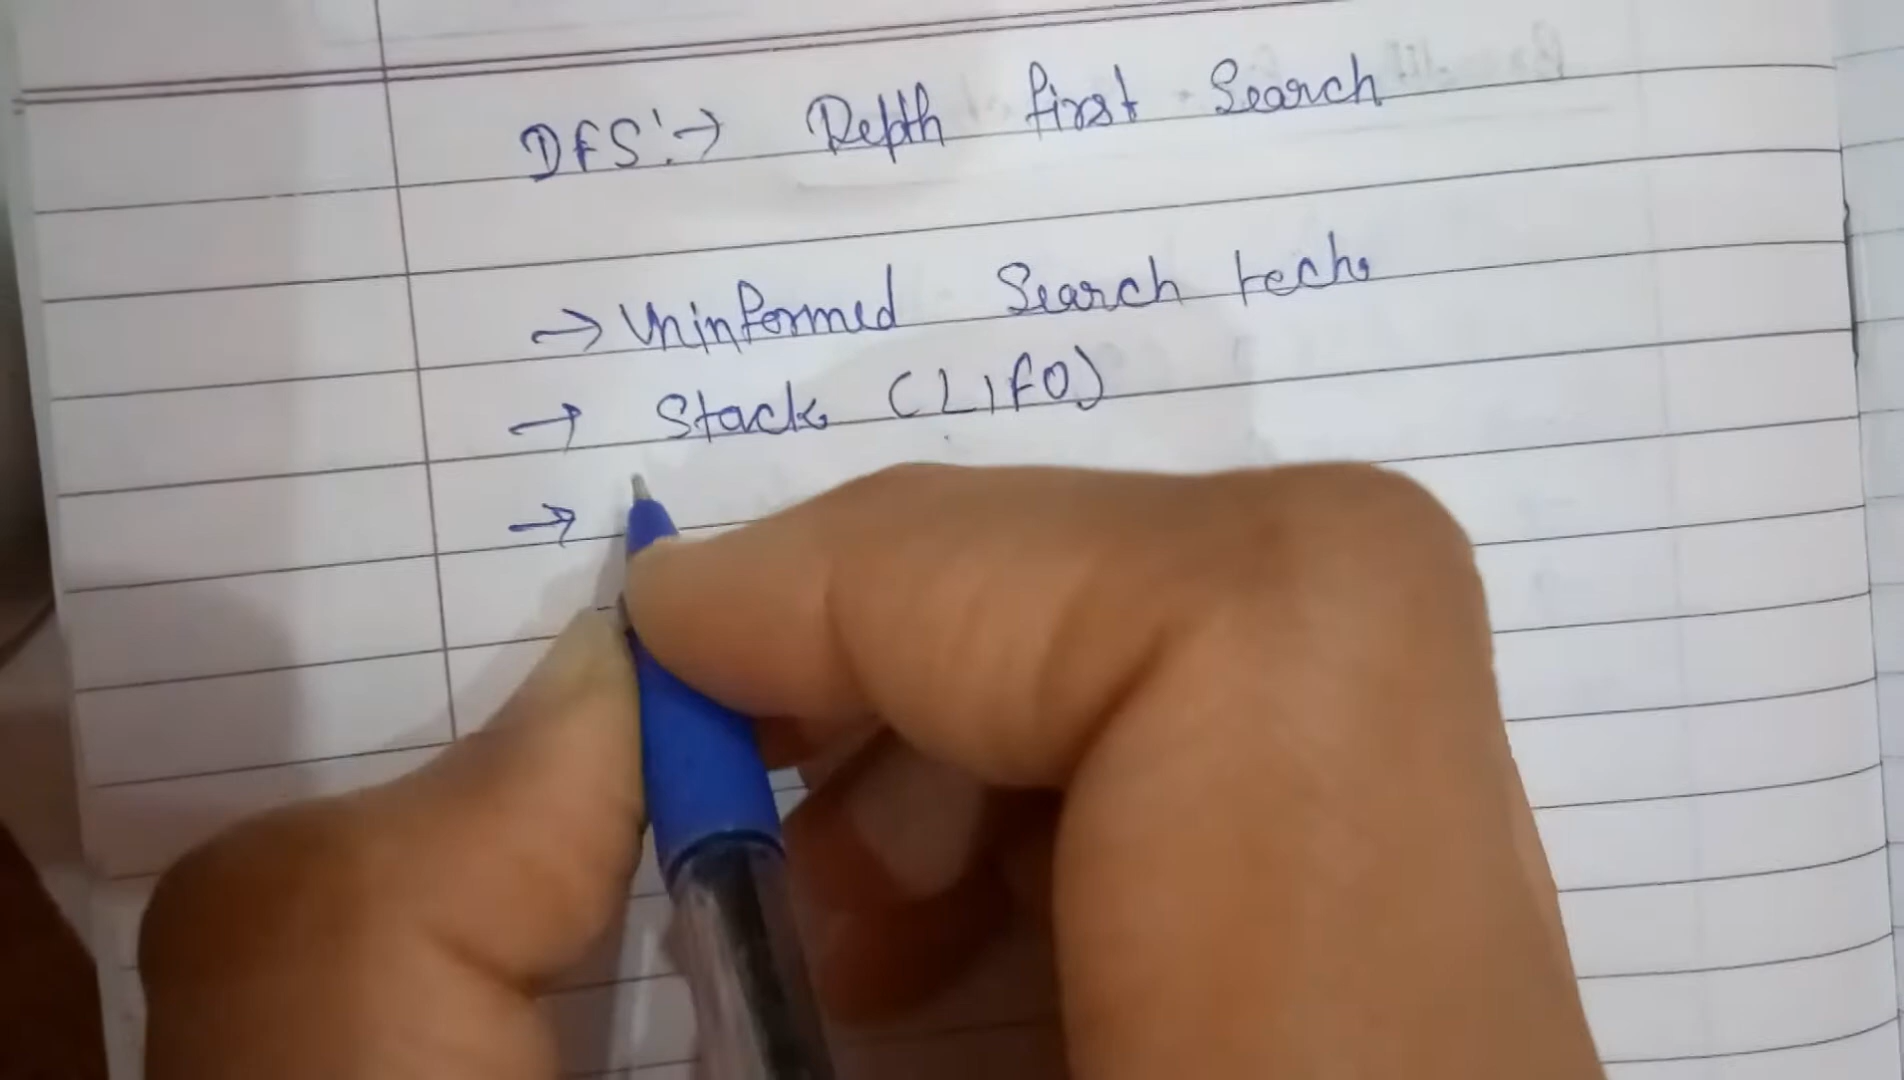 DFS :→ Depth first Search
→ Uninformed Search tech.
→ Stack (LIFO)
→